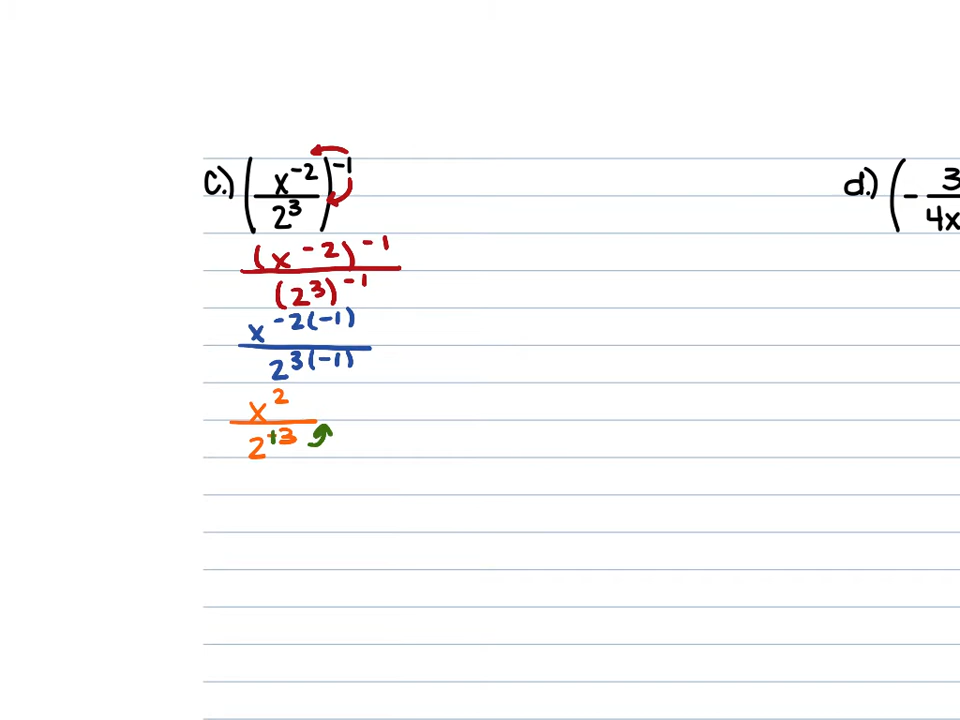 c.) (x^-2 / 2^3)^-1
d.) (- 3 / 4x
(x^-2)^-1 / (2^3)^-1
x^-2(-1) / 2^3(-1)
x^2 / 2^+3